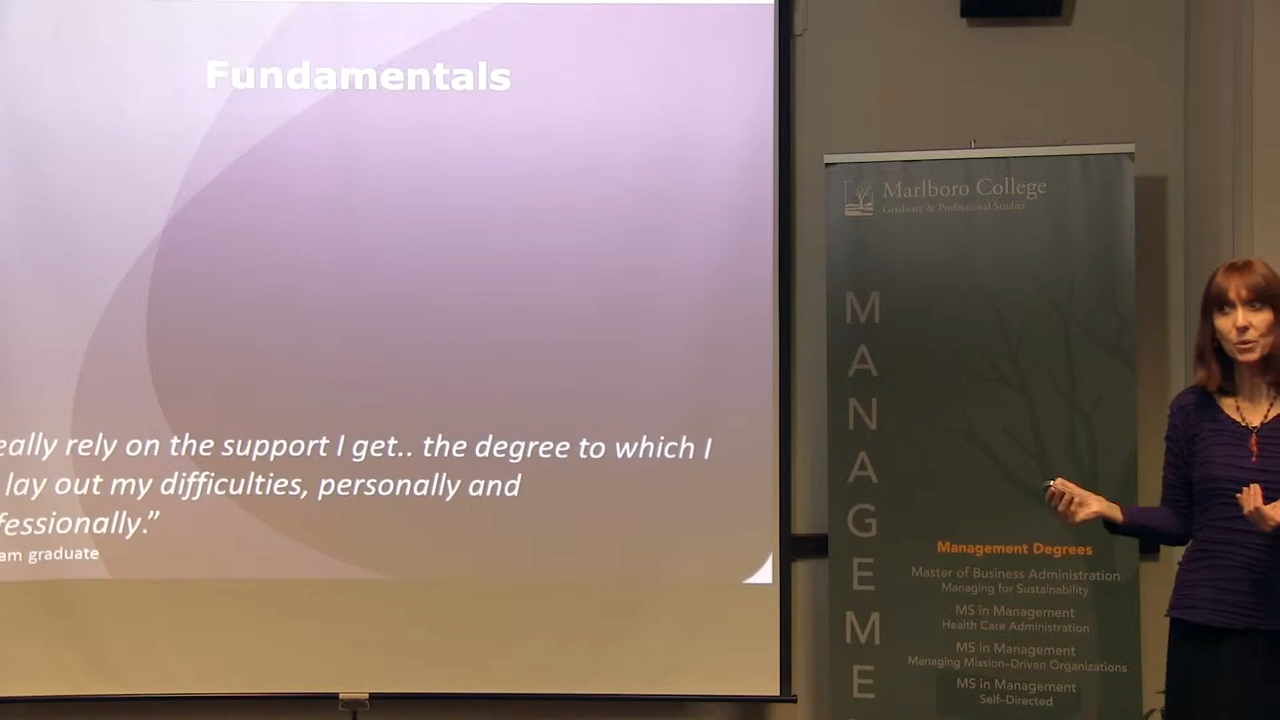 Fundamentals
eally rely on the support I get.. the degree to which I
lay out my difficulties, personally and
fessionally.”
am graduate
Marlboro College
Graduate & Professional Studies
MANAGEME
Management Degrees
Master of Business Administration
Managing for Sustainability
MS in Management
Health Care Administration
MS in Management
Managing Mission-Driven Organizations
MS in Management
Self-Directed